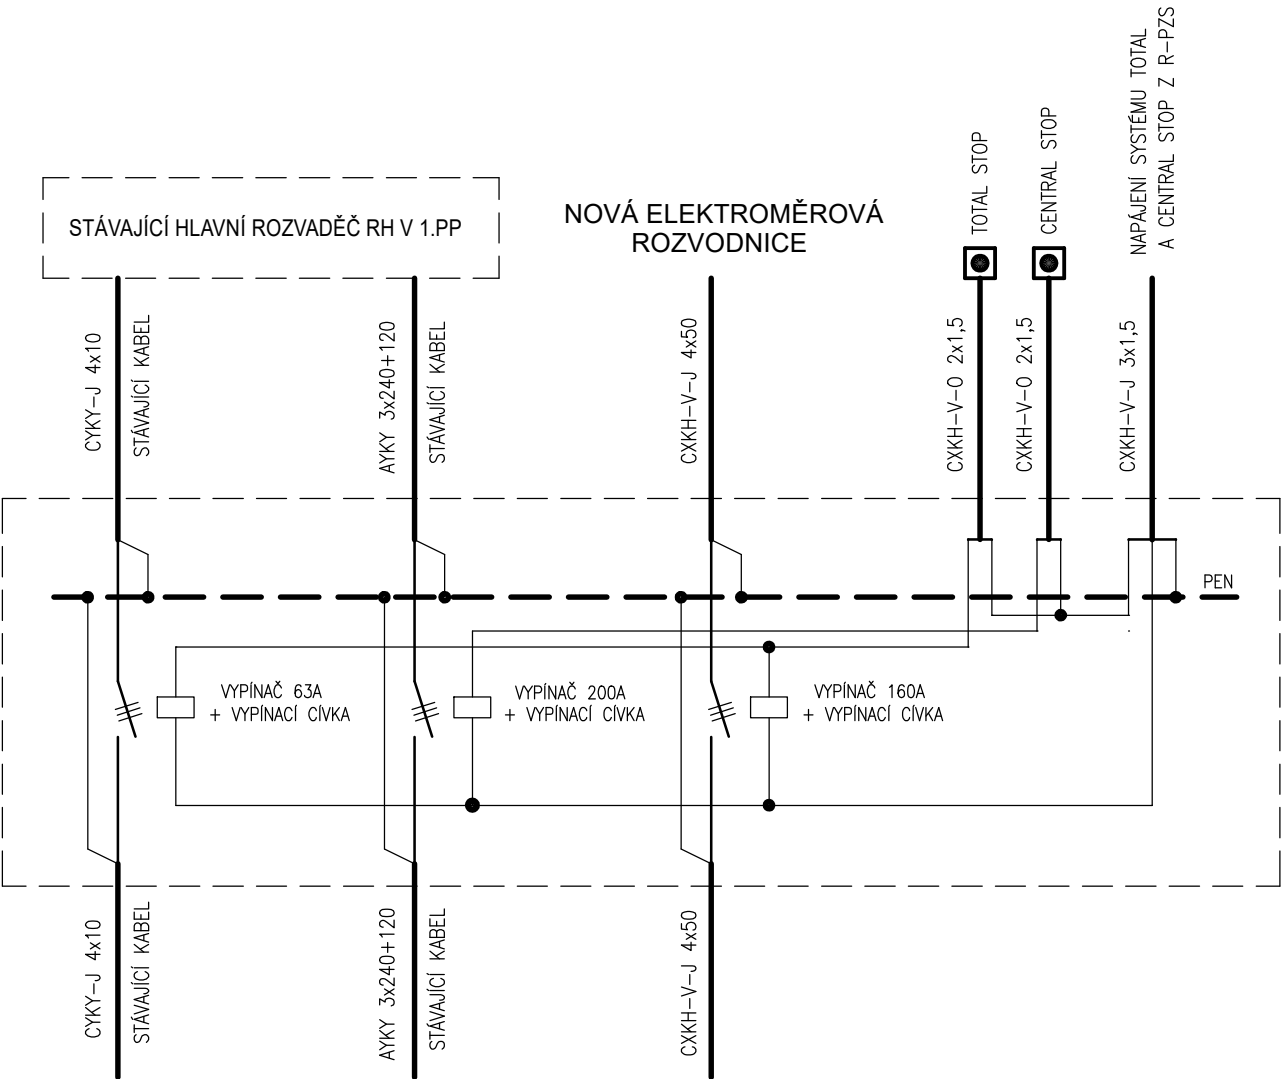 STÁVAJÍCÍ HLAVNÍ ROZVADĚČ RH V 1.PP
NOVÁ ELEKTROMĚROVÁ
ROZVODNICE
TOTAL STOP
CENTRAL STOP
NAPÁJENÍ SYSTÉMU TOTAL
A CENTRAL STOP Z R-PZS
CYKY-J 4x10
STÁVAJÍCÍ KABEL
AYKY 3x240+120
STÁVAJÍCÍ KABEL
CXKH-V-J 4x50
CXKH-V-O 2x1,5
CXKH-V-O 2x1,5
CXKH-V-J 3x1,5
PEN
VYPÍNAČ 63A
+ VYPÍNACÍ CÍVKA
VYPÍNAČ 200A
+ VYPÍNACÍ CÍVKA
VYPÍNAČ 160A
+ VYPÍNACÍ CÍVKA
CYKY-J 4x10
STÁVAJÍCÍ KABEL
AYKY 3x240+120
STÁVAJÍCÍ KABEL
CXKH-V-J 4x50